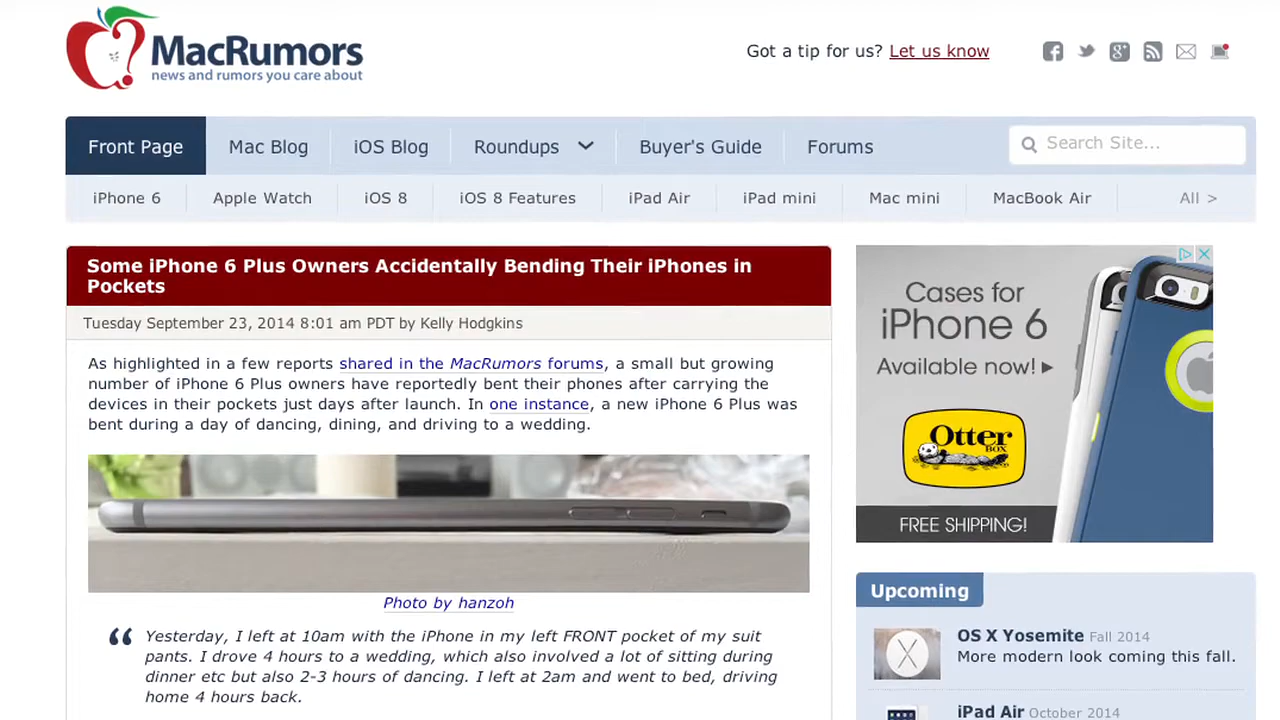 MacRumors
news and rumors you care about
Got a tip for us? Let us know
Front Page
Mac Blog
iOS Blog
Roundups
Buyer's Guide
Forums
Search Site...
iPhone 6
Apple Watch
iOS 8
iOS 8 Features
iPad Air
iPad mini
Mac mini
MacBook Air
All >
Some iPhone 6 Plus Owners Accidentally Bending Their iPhones in
Pockets
Tuesday September 23, 2014 8:01 am PDT by Kelly Hodgkins
As highlighted in a few reports shared in the MacRumors forums, a small but growing
number of iPhone 6 Plus owners have reportedly bent their phones after carrying the
devices in their pockets just days after launch. In one instance, a new iPhone 6 Plus was
bent during a day of dancing, dining, and driving to a wedding.
Photo by hanzoh
“ Yesterday, I left at 10am with the iPhone in my left FRONT pocket of my suit
pants. I drove 4 hours to a wedding, which also involved a lot of sitting during
dinner etc but also 2-3 hours of dancing. I left at 2am and went to bed, driving
home 4 hours back.
Cases for
iPhone 6
Available now!
Otter
BOX
FREE SHIPPING!
Upcoming
OS X Yosemite Fall 2014
More modern look coming this fall.
iPad Air October 2014